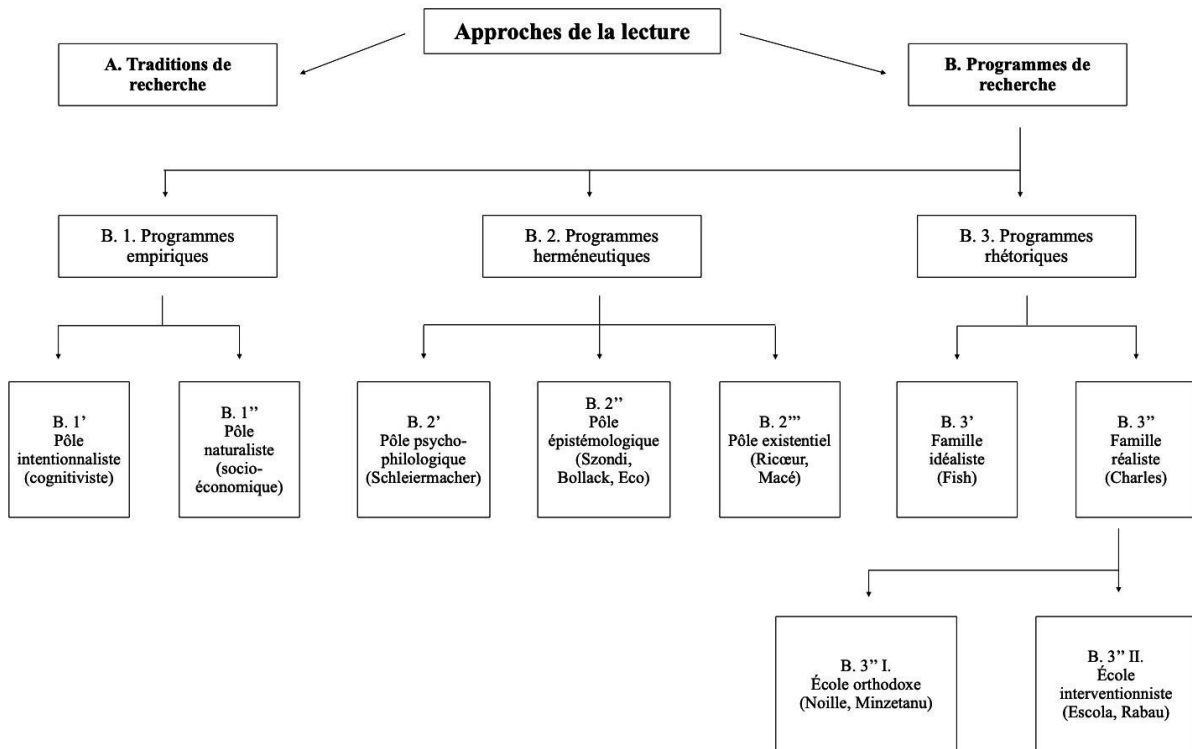 Approches de la lecture
A. Traditions de
recherche
B. Programmes de
recherche
B. 1. Programmes
empiriques
B. 2. Programmes
herméneutiques
B. 3. Programmes
rhétoriques
B. 1’
Pôle
intentionnaliste
(cognitiviste)
B. 1’’
Pôle
naturaliste
(socio-
économique)
B. 2’
Pôle psycho-
philologique
(Schleiermacher)
B. 2’’
Pôle
épistémologique
(Szondi,
Bollack, Eco)
B. 2’’’
Pôle existentiel
(Ricœur,
Macé)
B. 3’
Famille
idéaliste
(Fish)
B. 3’’
Famille
réaliste
(Charles)
B. 3’’ I.
École orthodoxe
(Noille, Minzetanu)
B. 3’’ II.
École
interventionniste
(Escola, Rabau)